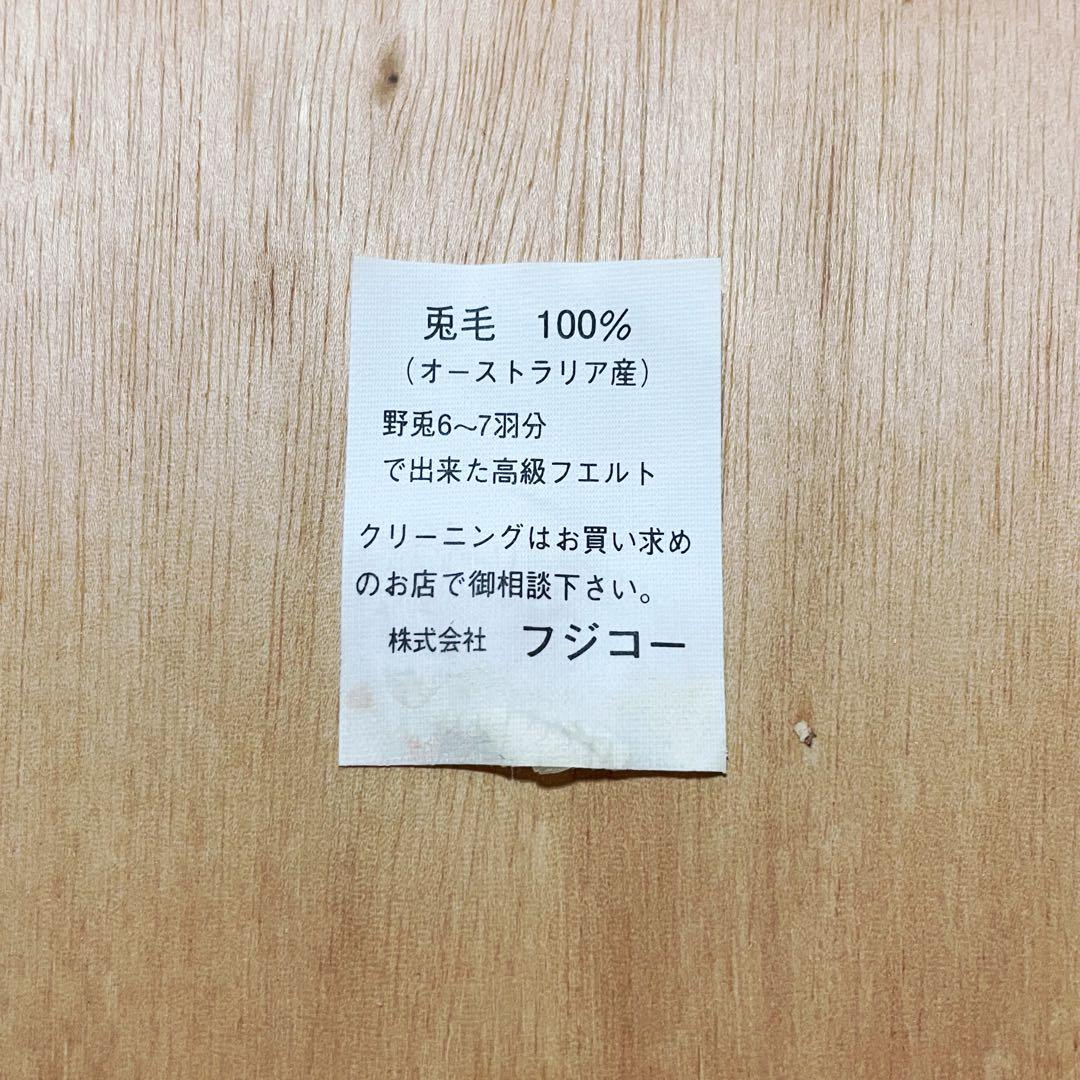 兎毛 100%
(オーストラリア産)
野兎6〜7羽分
で出来た高級フエルト
クリーニングはお買い求め
のお店で御相談下さい。
株式会社 フジコー